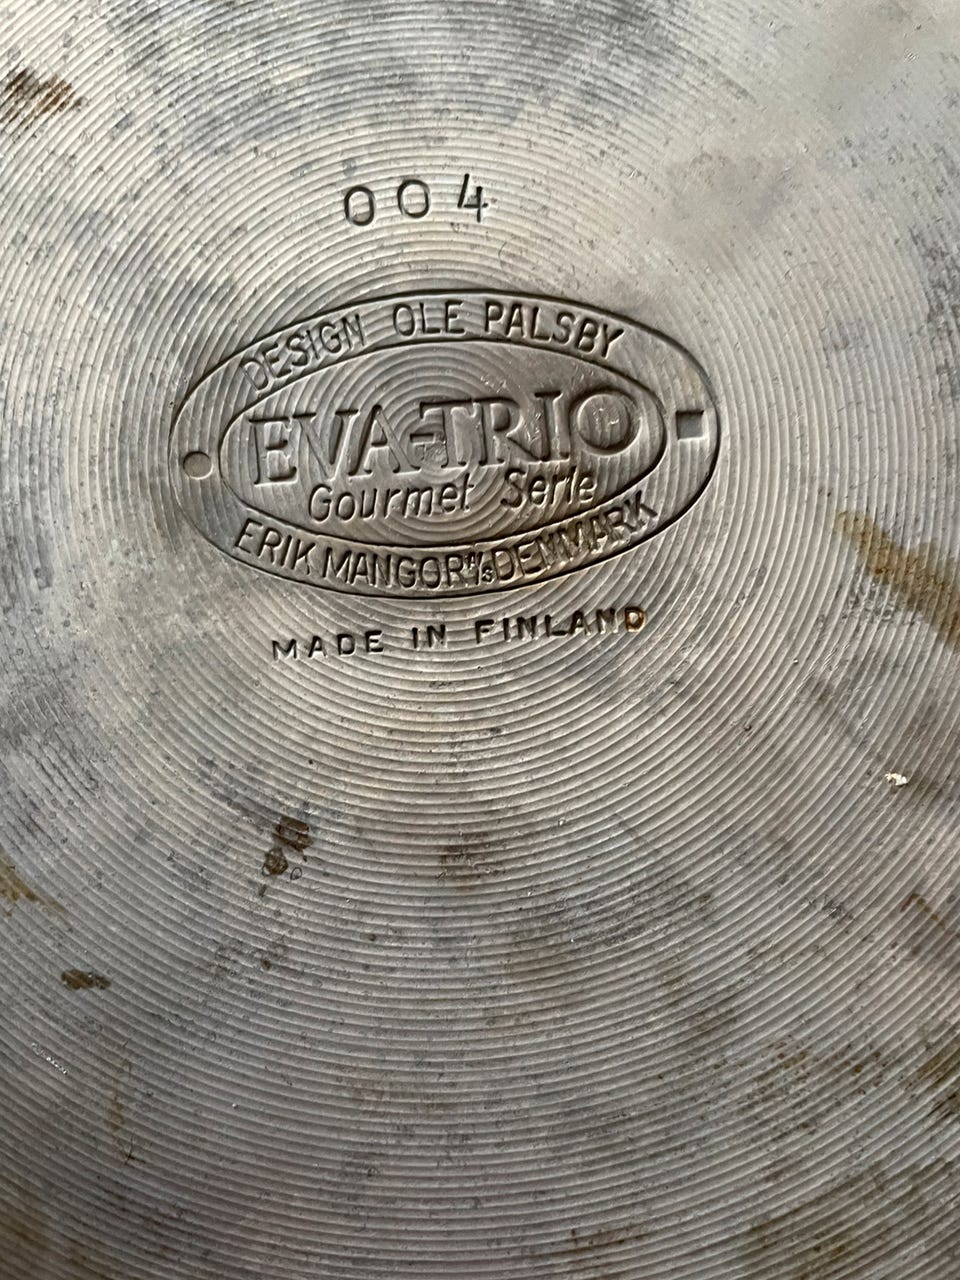 004
DESIGN OLE PALSBY
EVA-TRIO
Gourmet Serie
ERIK MANGOR A/S DENMARK
MADE IN FINLAND